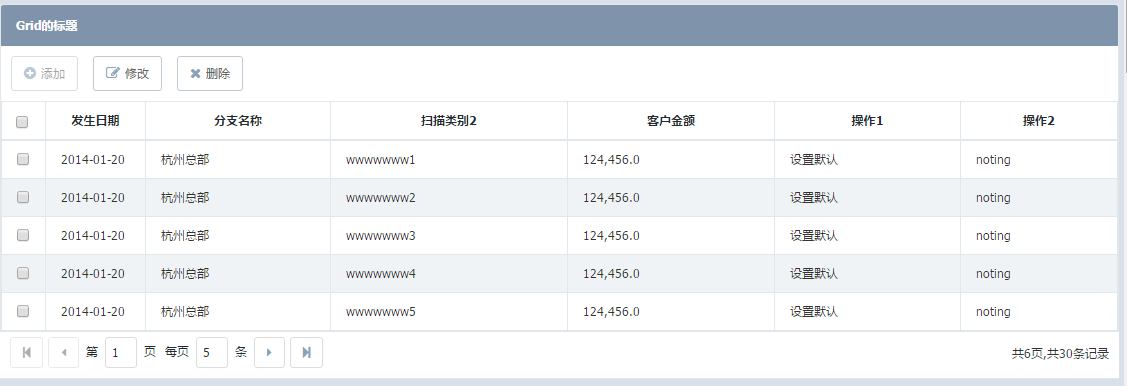 Grid的标题
添加 修改 删除
发生日期 分支名称 扫描类别2 客户金额 操作1 操作2
2014-01-20 杭州总部 wwwwwww1 124,456.0 设置默认 noting
2014-01-20 杭州总部 wwwwwww2 124,456.0 设置默认 noting
2014-01-20 杭州总部 wwwwwww3 124,456.0 设置默认 noting
2014-01-20 杭州总部 wwwwwww4 124,456.0 设置默认 noting
2014-01-20 杭州总部 wwwwwww5 124,456.0 设置默认 noting
第 1 页 每页 5 条 共6页,共30条记录